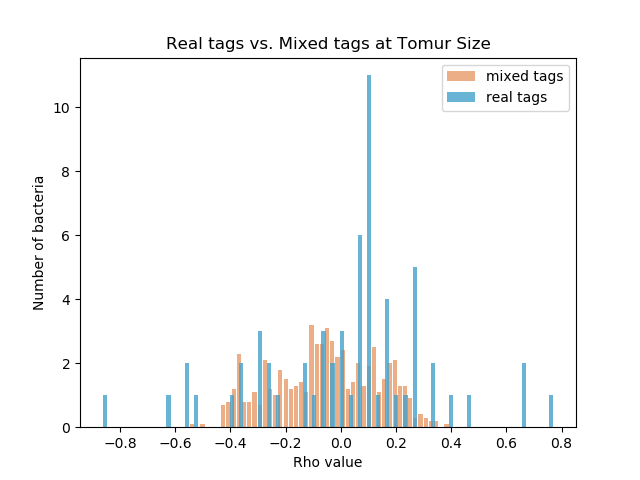 Real tags vs. Mixed tags at Tomur Size
mixed tags
real tags
Number of bacteria
10
8
6
4
2
0
−0.8 −0.6 −0.4 −0.2 0.0 0.2 0.4 0.6 0.8
Rho value